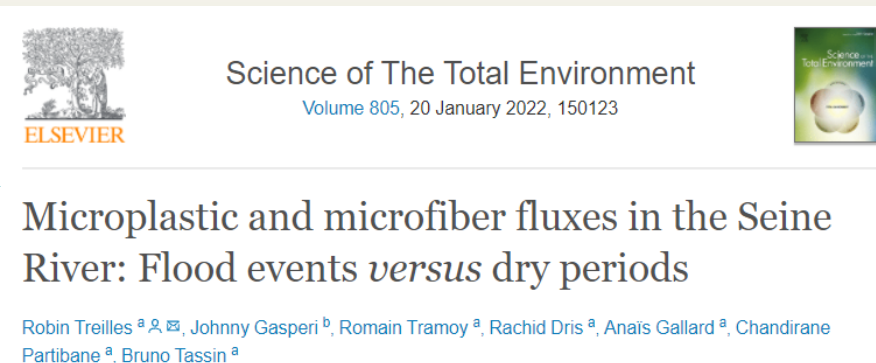 ELSEVIER
Science of The Total Environment
Volume 805, 20 January 2022, 150123
Science of the
Total Environment
Microplastic and microfiber fluxes in the Seine
River: Flood events versus dry periods
Robin Treilles a, Johnny Gasperi b, Romain Tramoy a, Rachid Dris a, Anaïs Gallard a, Chandirane
Partibane a, Bruno Tassin a